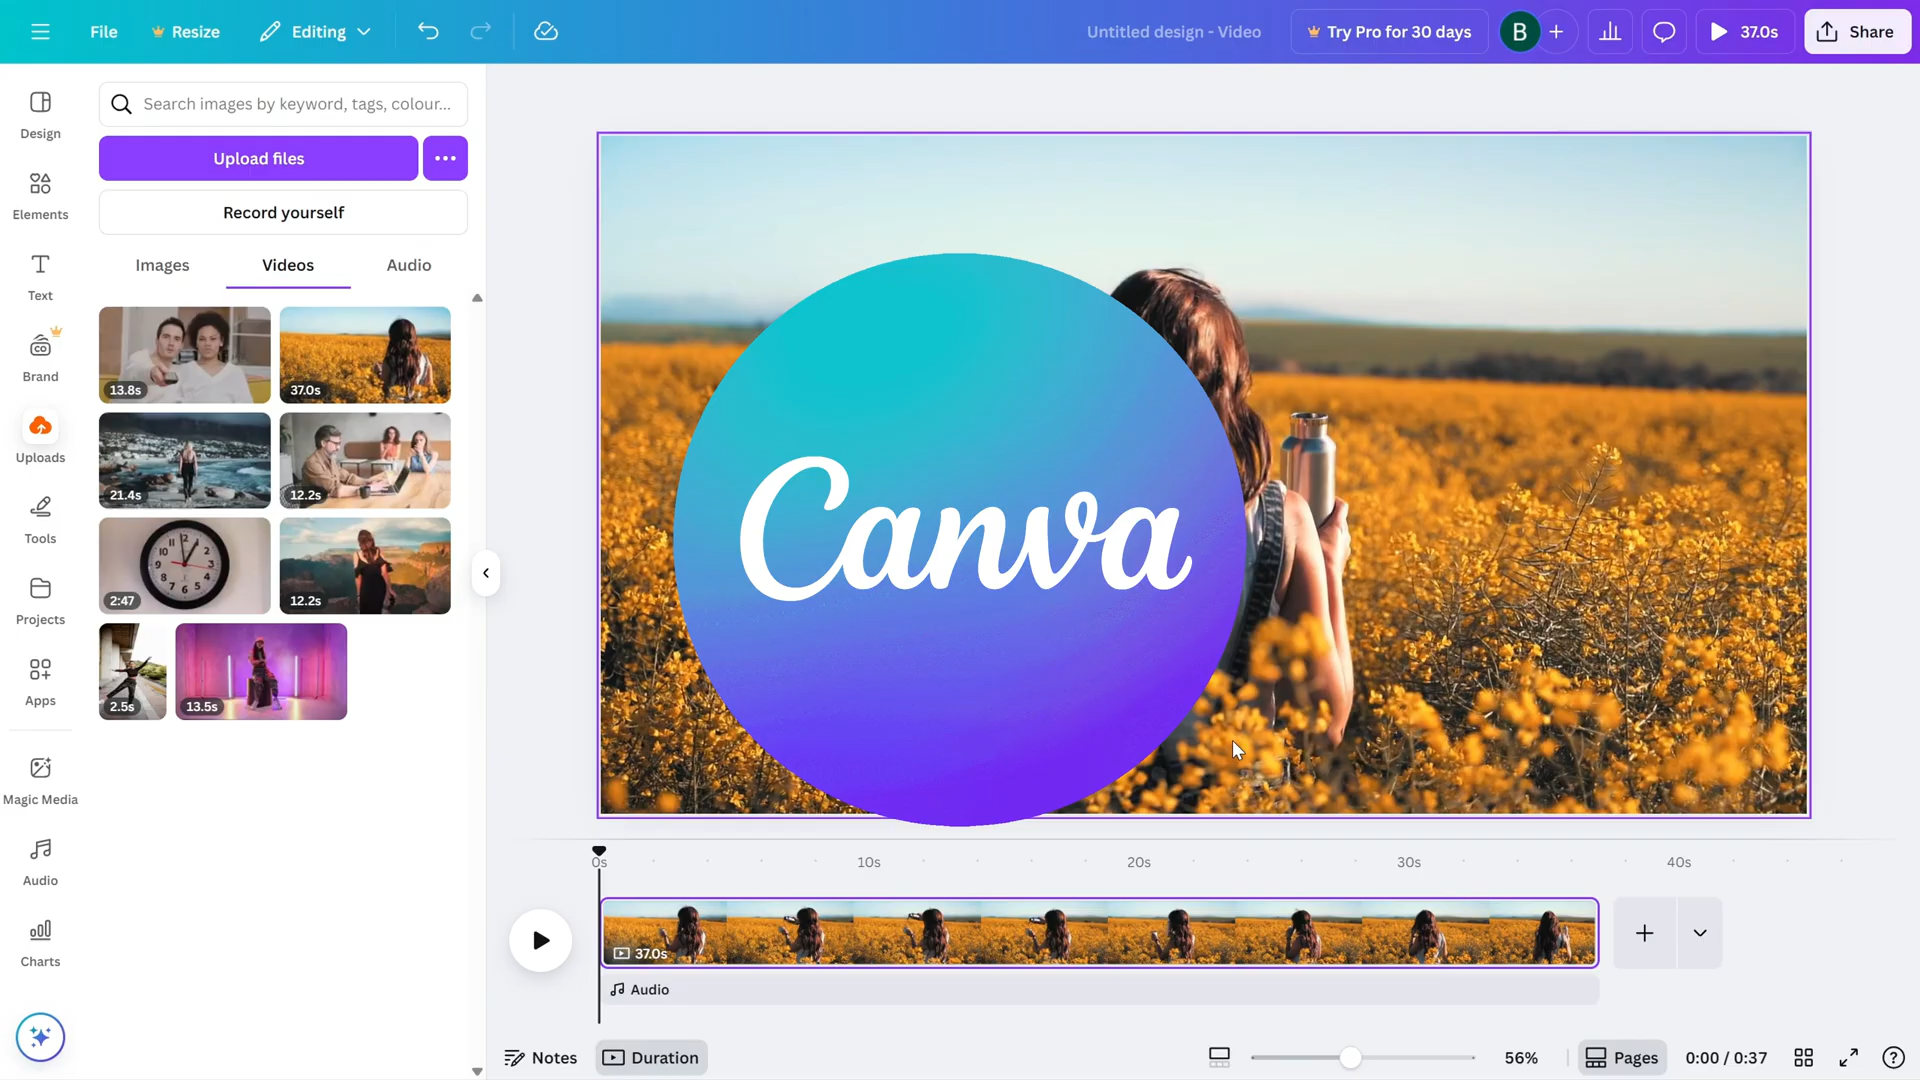 File
Resize
Editing
Untitled design - Video
Try Pro for 30 days
B
37.0s
Share
Design
Elements
Text
Brand
Uploads
Tools
Projects
Apps
Magic Media
Audio
Charts
Search images by keyword, tags, colour...
Upload files
Record yourself
Images Videos Audio
13.8s
37.0s
21.4s
12.2s
2:47
12.2s
2.5s
13.5s
Canva
0s 10s 20s 30s 40s
37.0s
Audio
Notes
Duration
56%
Pages
0:00 / 0:37